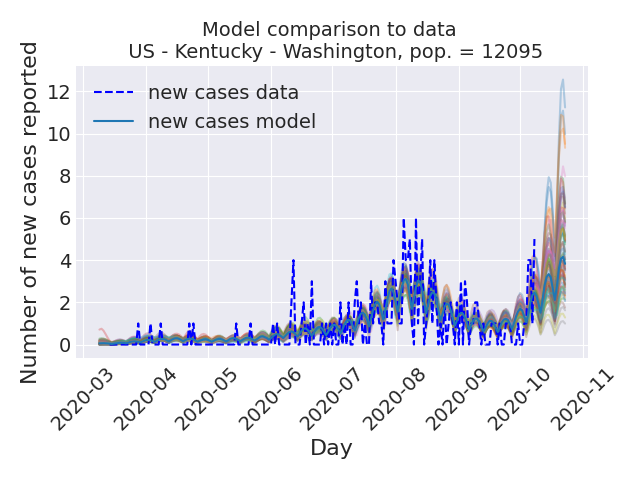 Model comparison to data
US - Kentucky - Washington, pop. = 12095
Number of new cases reported
12
10
8
6
4
2
0
new cases data
new cases model
2020-03
2020-04
2020-05
2020-06
2020-07
2020-08
2020-09
2020-10
2020-11
Day